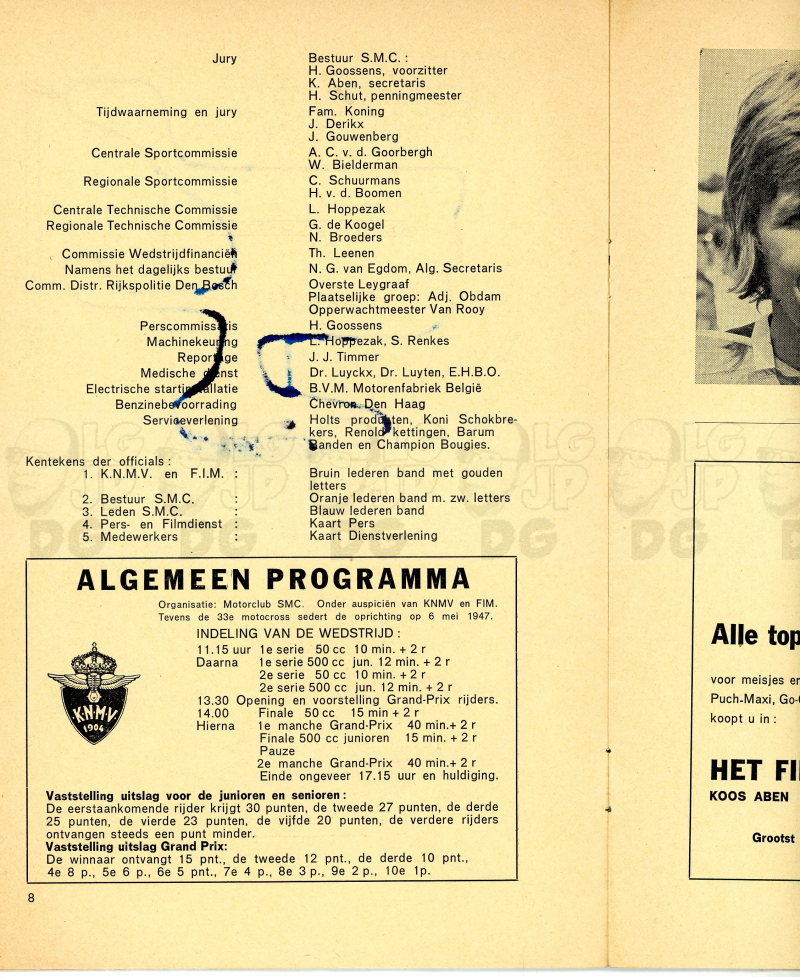 Jury Bestuur S.M.C. :
H. Goossens, voorzitter
K. Aben, secretaris
H. Schut, penningmeester
Tijdwaarneming en jury Fam. Koning
J. Derikx
J. Gouwenberg
Centrale Sportcommissie A. C. v. d. Goorbergh
W. Bielderman
Regionale Sportcommissie C. Schuurmans
H. v. d. Boomen
Centrale Technische Commissie L. Hoppezak
Regionale Technische Commissie G. de Koogel
N. Broeders
Commissie Wedstrijdfinanciën Th. Leenen
Namens het dagelijks bestuur N. G. van Egdom, Alg. Secretaris
Comm. Distr. Rijkspolitie Den Bosch Overste Leygraaf
Plaatselijke groep: Adj. Obdam
Opperwachtmeester Van Rooy
Perscommissaris H. Goossens
Machinekeuring L. Hoppezak, S. Renkes
Reportage J. J. Timmer
Medische dienst Dr. Luyckx, Dr. Luyten, E.H.B.O.
Electrische startinstallatie B.V.M. Motorenfabriek België
Benzinebevoorrading Chevron Den Haag
Serviceverlening Holts produkten, Koni Schokbre-
kers, Renold kettingen, Barum
Banden en Champion Bougies.
Kentekens der officials :
1. K.N.M.V. en F.I.M. : Bruin lederen band met gouden
letters
2. Bestuur S.M.C. : Oranje lederen band m. zw. letters
3. Leden S.M.C. : Blauw lederen band
4. Pers- en Filmdienst : Kaart Pers
5. Medewerkers : Kaart Dienstverlening
ALGEMEEN PROGRAMMA
Organisatie: Motorclub SMC. Onder auspiciën van KNMV en FIM.
Tevens de 33e motocross sedert de oprichting op 6 mei 1947.
INDELING VAN DE WEDSTRIJD :
11.15 uur 1e serie 50 cc 10 min. + 2 r
Daarna 1e serie 500 cc jun. 12 min. + 2 r
2e serie 50 cc 10 min. + 2 r
2e serie 500 cc jun. 12 min. + 2 r
13.30 Opening en voorstelling Grand-Prix rijders.
14.00 Finale 50 cc 15 min + 2 r
Hierna 1e manche Grand-Prix 40 min.+ 2 r
Finale 500 cc junioren 15 min. + 2 r
Pauze
2e manche Grand-Prix 40 min.+ 2 r
Einde ongeveer 17.15 uur en huldiging.
K.N.M.V.
1904
Vaststelling uitslag voor de junioren en senioren :
De eerstaankomende rijder krijgt 30 punten, de tweede 27 punten, de derde
25 punten, de vierde 23 punten, de vijfde 20 punten, de verdere rijders
ontvangen steeds een punt minder.
Vaststelling uitslag Grand Prix:
De winnaar ontvangt 15 pnt., de tweede 12 pnt., de derde 10 pnt.,
4e 8 p., 5e 6 p., 6e 5 pnt., 7e 4 p., 8e 3 p., 9e 2 p., 10e 1p.
8
Alle top
voor meisjes en
Puch-Maxi, Go-
koopt u in :
HET FI
KOOS ABEN
Grootst